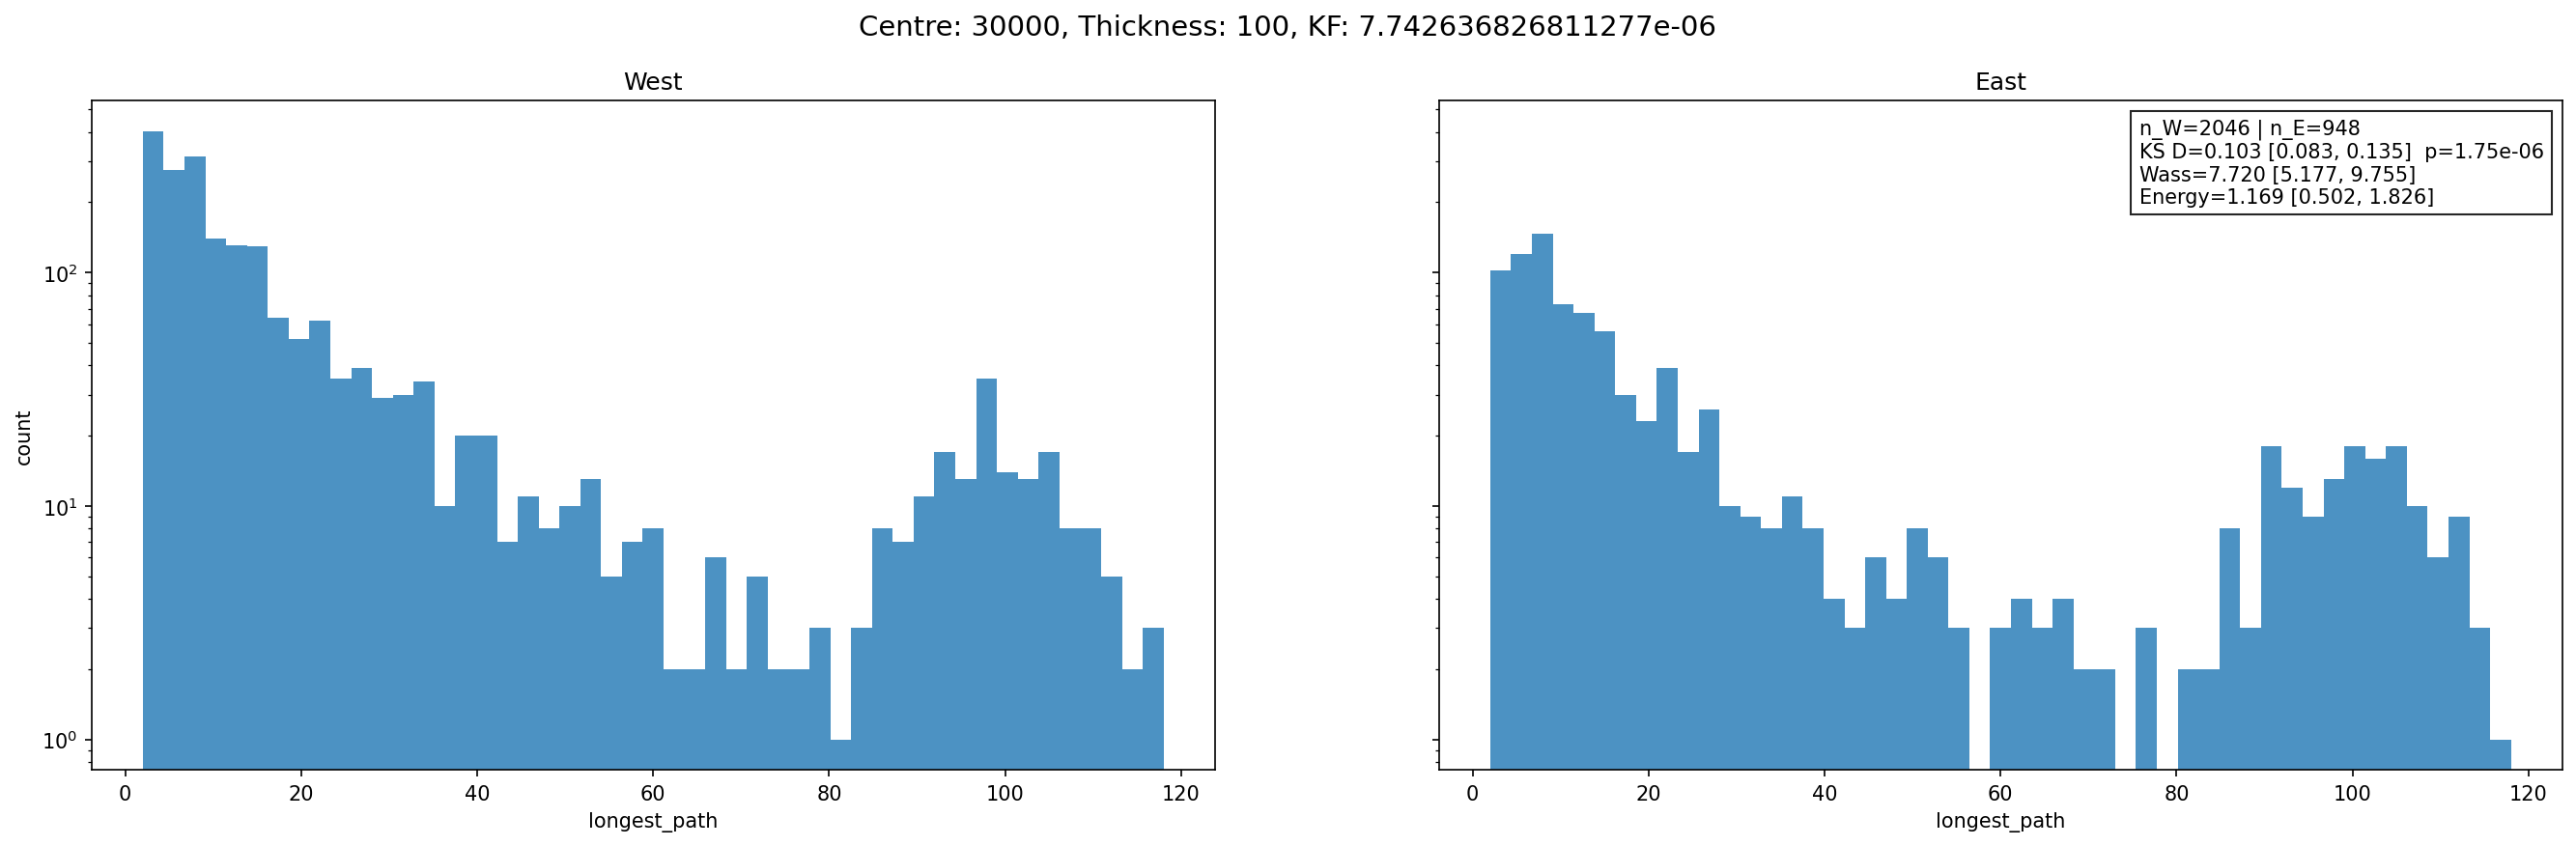 Centre: 30000, Thickness: 100, KF: 7.742636826811277e-06
West
East
n_W=2046 | n_E=948
KS D=0.103 [0.083, 0.135]  p=1.75e-06
Wass=7.720 [5.177, 9.755]
Energy=1.169 [0.502, 1.826]
count
10²
10¹
10⁰
0 20 40 60 80 100 120
longest_path
0 20 40 60 80 100 120
longest_path